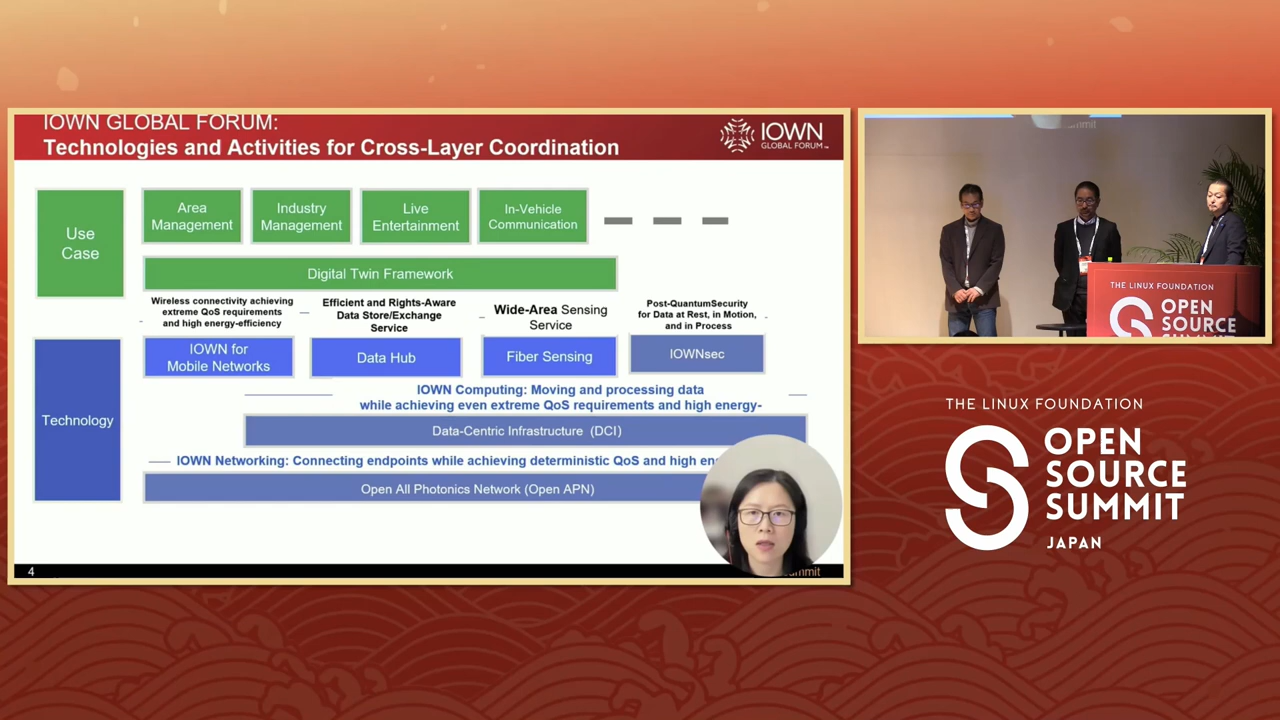 IOWN GLOBAL FORUM:
Technologies and Activities for Cross-Layer Coordination
IOWN
GLOBAL FORUM
Use
Case
Area
Management
Industry
Management
Live
Entertainment
In-Vehicle
Communication
Digital Twin Framework
Wireless connectivity achieving
extreme QoS requirements
and high energy-efficiency
Efficient and Rights-Aware
Data Store/Exchange
Service
Wide-Area Sensing
Service
Post-QuantumSecurity
for Data at Rest, in Motion,
and in Process
Technology
IOWN for
Mobile Networks
Data Hub
Fiber Sensing
IOWNsec
IOWN Computing: Moving and processing data
while achieving even extreme QoS requirements and high energy-
Data-Centric Infrastructure (DCI)
IOWN Networking: Connecting endpoints while achieving deterministic QoS and high
Open All Photonics Network (Open APN)
4
THE LINUX FOUNDATION
OPEN
SOURCE
THE LINUX FOUNDATION
OPEN
SOURCE
SUMMIT
JAPAN